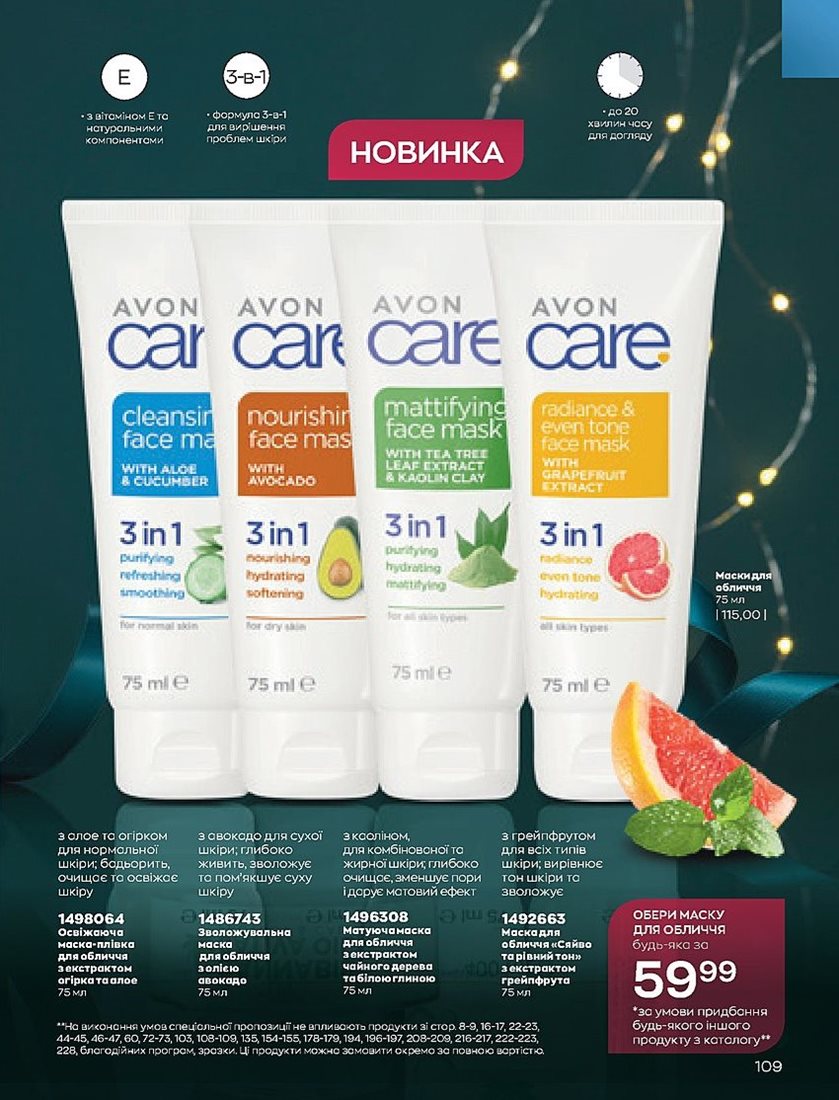 E
• з вітаміном Е та
натуральними
компонентами
3-в-1
• формула 3-в-1
для вирішення
проблем шкіри
• до 20
хвилин часу
для догляду
НОВИНКА
AVON
car
cleansin
face ma
WITH ALOE
& CUCUMBER
3 in 1
purifying
refreshing
smoothing
for normal skin
75 ml e
AVON
care
nourishin
face mas
WITH
AVOCADO
3 in 1
nourishing
hydrating
softening
for dry skin
75 ml e
AVON
care
mattifying
face mask
WITH TEA TREE
LEAF EXTRACT
& KAOLIN CLAY
3 in 1
purifying
hydrating
mattifying
for all skin types
75 ml e
AVON
care
radiance &
even tone
face mask
WITH
GRAPEFRUIT
EXTRACT
3 in 1
radiance
even tone
hydrating
all skin types
75 ml e
Маски для
обличчя
75 мл
| 115,00 |
з алое та огірком
для нормальної
шкіри; бадьорить,
очищає та освіжає
шкіру
1498064
Освіжаюча
маска-плівка
для обличчя
з екстрактом
огірка та алое
75 мл
з авокадо для сухої
шкіри; глибоко
живить, зволожує
та пом'якшує суху
шкіру
1486743
Зволожувальна
маска
для обличчя
з олією
авокадо
75 мл
з каоліном,
для комбінованої та
жирної шкіри; глибоко
очищає, зменшує пори
і дарує матовий ефект
1496308
Матуюча маска
для обличчя
з екстрактом
чайного дерева
та білою глиною
75 мл
з грейпфрутом
для всіх типів
шкіри; вирівнює
тон шкіри та
зволожує
1492663
Маска для
обличчя «Сяйво
та рівний тон»
з екстрактом
грейпфрута
75 мл
ОБЕРИ МАСКУ
ДЛЯ ОБЛИЧЧЯ
будь-яка за
59⁹⁹
*за умови придбання
будь-якого іншого
продукту з каталогу**
**На виконання умов спеціальної пропозиції не впливають продукти зі стор. 8-9, 16-17, 22-23,
44-45, 46-47, 60, 72-73, 103, 108-109, 135, 154-155, 178-179, 194, 196-197, 208-209, 216-217, 222-223,
228, благодійних програм, зразки. Ці продукти можна замовити окремо за повною вартістю.
109